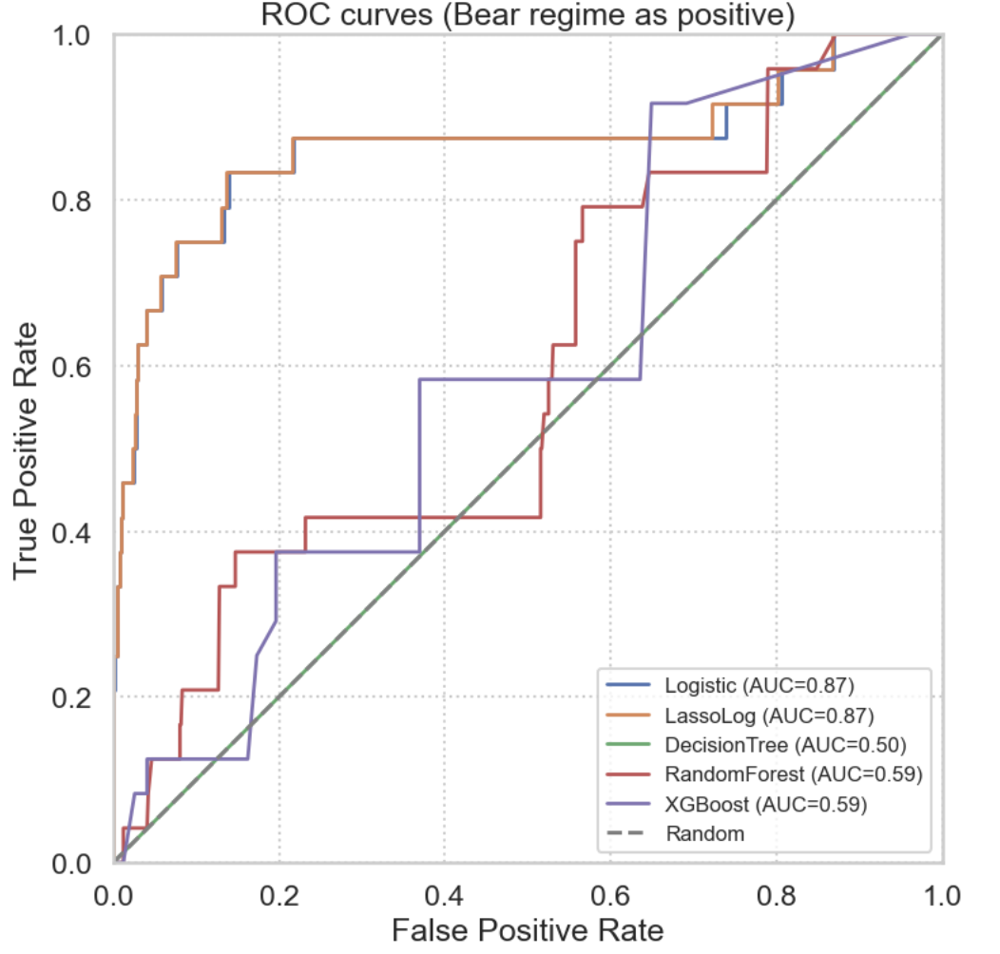 ROC curves (Bear regime as positive)
True Positive Rate
1.0
0.8
0.6
0.4
0.2
0.0
Logistic (AUC=0.87)
LassoLog (AUC=0.87)
DecisionTree (AUC=0.50)
RandomForest (AUC=0.59)
XGBoost (AUC=0.59)
Random
0.0 0.2 0.4 0.6 0.8 1.0
False Positive Rate